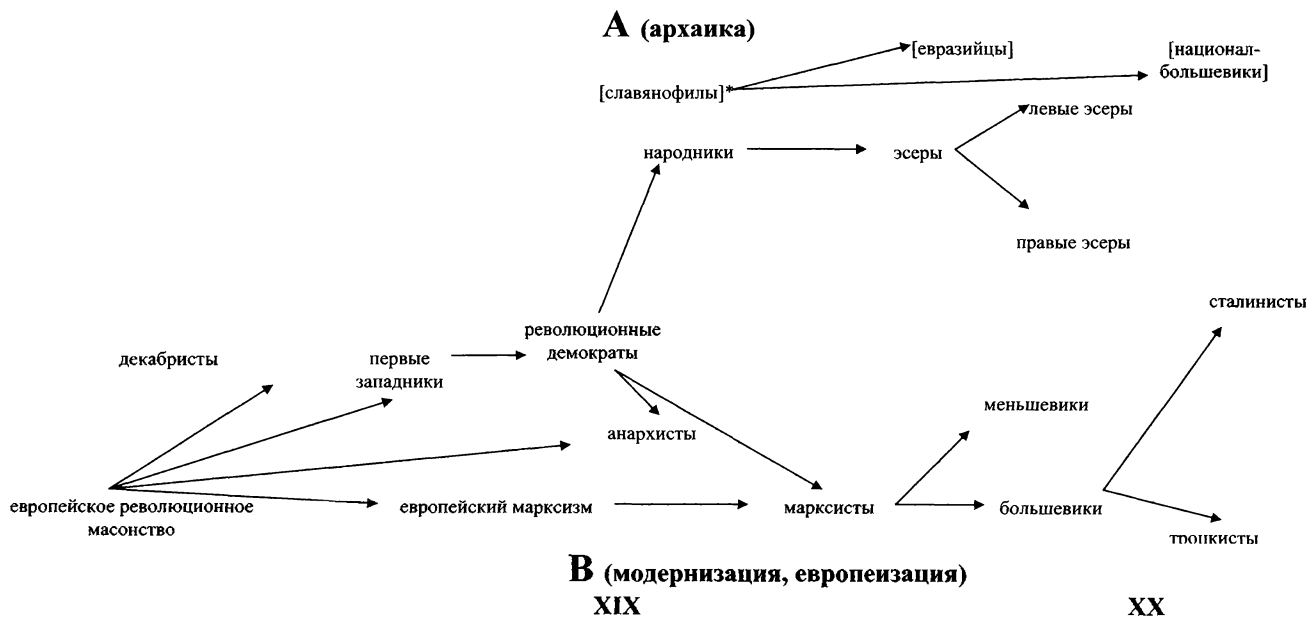 А (архаика)
[евразийцы]
[национал-
большевики]
[славянофилы]*
левые эсеры
народники
эсеры
правые эсеры
сталинисты
революционные
демократы
декабристы
первые
западники
меньшевики
анархисты
европейское революционное
масонство
европейский марксизм
марксисты
большевики
троцкисты
В (модернизация, европеизация)
XIX
XX